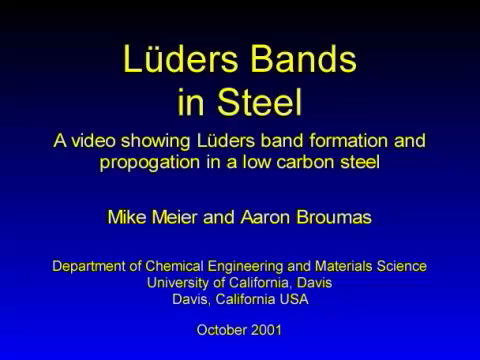 Lüders Bands
in Steel
A video showing Lüders band formation and
propogation in a low carbon steel
Mike Meier and Aaron Broumas
Department of Chemical Engineering and Materials Science
University of California, Davis
Davis, California USA
October 2001